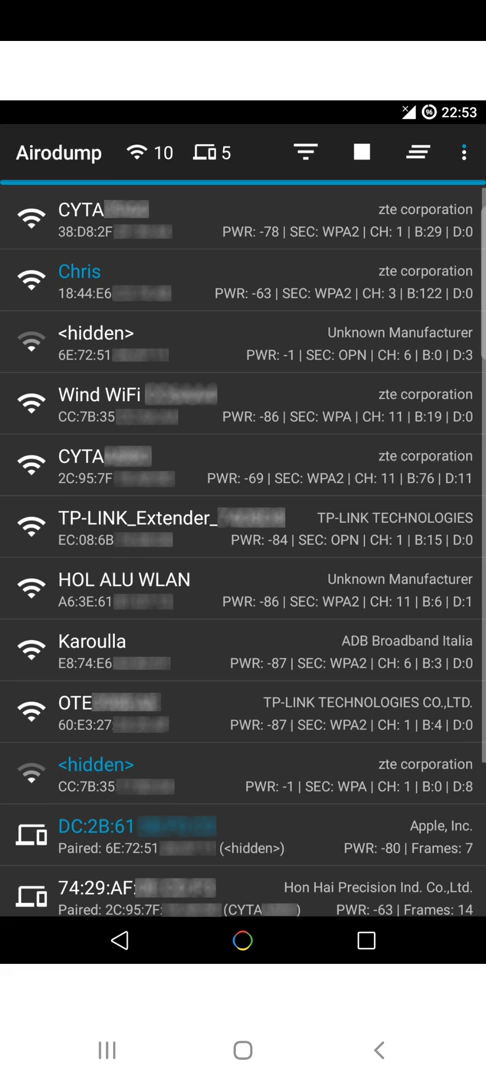 96 22:53
Airodump 10 5
CYTA zte corporation
38:D8:2F PWR: -78 | SEC: WPA2 | CH: 1 | B:29 | D:0
Chris zte corporation
18:44:E6 PWR: -63 | SEC: WPA2 | CH: 3 | B:122 | D:0
<hidden> Unknown Manufacturer
6E:72:51 PWR: -1 | SEC: OPN | CH: 6 | B:0 | D:3
Wind WiFi zte corporation
CC:7B:35 PWR: -86 | SEC: WPA | CH: 11 | B:19 | D:0
CYTA zte corporation
2C:95:7F PWR: -69 | SEC: WPA2 | CH: 11 | B:76 | D:11
TP-LINK_Extender_ TP-LINK TECHNOLOGIES
EC:08:6B PWR: -84 | SEC: OPN | CH: 1 | B:15 | D:0
HOL ALU WLAN Unknown Manufacturer
A6:3E:61 PWR: -86 | SEC: WPA2 | CH: 11 | B:6 | D:1
Karoulla ADB Broadband Italia
E8:74:E6 PWR: -87 | SEC: WPA2 | CH: 6 | B:3 | D:0
OTE TP-LINK TECHNOLOGIES CO.,LTD.
60:E3:27 PWR: -87 | SEC: WPA2 | CH: 1 | B:4 | D:0
<hidden> zte corporation
CC:7B:35 PWR: -1 | SEC: WPA | CH: 1 | B:0 | D:8
DC:2B:61 Apple, Inc.
Paired: 6E:72:51 (<hidden>) PWR: -80 | Frames: 7
74:29:AF: Hon Hai Precision Ind. Co.,Ltd.
Paired: 2C:95:7F: (CYTA ) PWR: -63 | Frames: 14